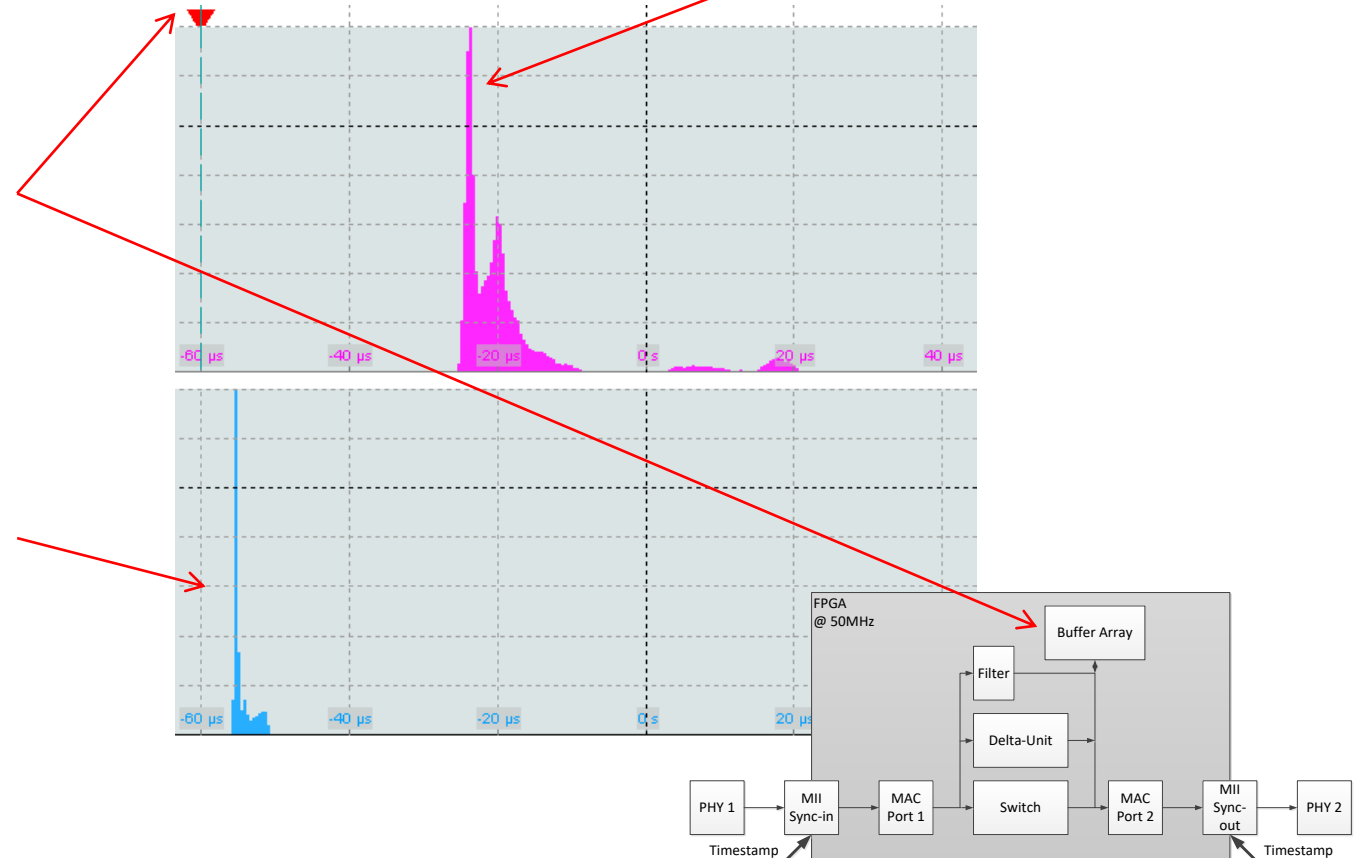 -60 µs -40 µs -20 µs 0 s 20 µs 40 µs
-60 µs -40 µs -20 µs 0 s 20 µs
FPGA
@ 50MHz
Buffer Array
Filter
Delta-Unit
PHY 1
MII
Sync-in
MAC
Port 1
Switch
MAC
Port 2
MII
Sync-
out
PHY 2
Timestamp
Timestamp